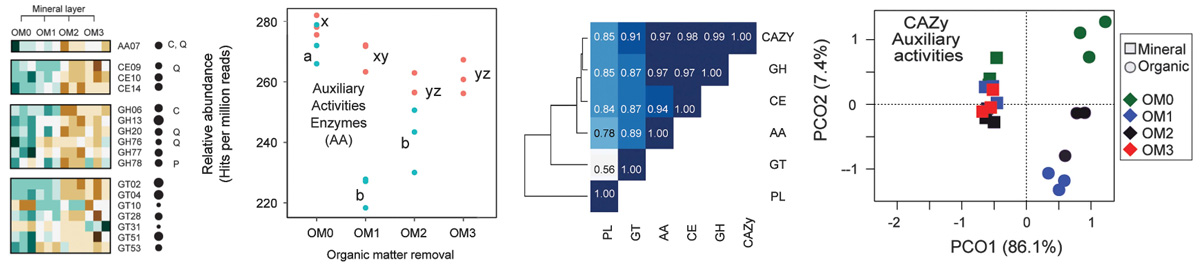 Mineral layer
OM0 OM1 OM2 OM3
AA07 C, Q
CE09 Q
CE10
CE14
GH06 C
GH13
GH20 Q
GH76 Q
GH77
GH78 P
GT02
GT04
GT10
GT28
GT31
GT51
GT53
Relative abundance
(Hits per million reads)
280
260
240
220
x
a
xy
b
yz
b
yz
Auxiliary
Activities
Enzymes
(AA)
OM0 OM1 OM2 OM3
Organic matter removal
0.85 0.91 0.97 0.98 0.99 1.00 CAZY
0.85 0.87 0.97 0.97 1.00 GH
0.84 0.87 0.94 1.00 CE
0.78 0.89 1.00 AA
0.56 1.00 GT
1.00 PL
PL GT AA CE GH CAZy
CAZy
Auxiliary
activities
PCO2 (7.4%)
1
0
−1
-2 -1 0 1
PCO1 (86.1%)
Mineral
Organic
OM0
OM1
OM2
OM3